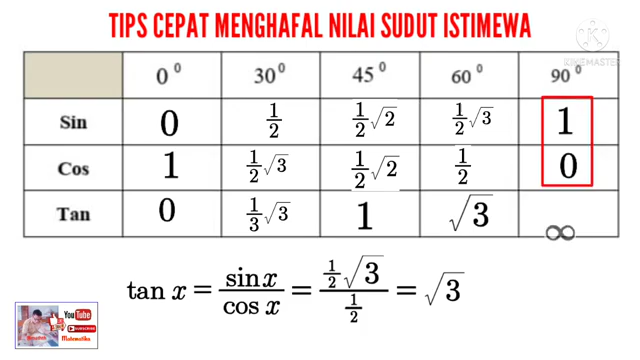 TIPS CEPAT MENGHAFAL NILAI SUDUT ISTIMEWA
KINEMASTER
0⁰ 30⁰ 45⁰ 60⁰ 90⁰
Sin 0 1/2 1/2√2 1/2√3 1
Cos 1 1/2√3 1/2√2 1/2 0
Tan 0 1/3√3 1 √3 ∞
tan x = sin x / cos x = 1/2√3 / 1/2 = √3
YouTube
Matematika